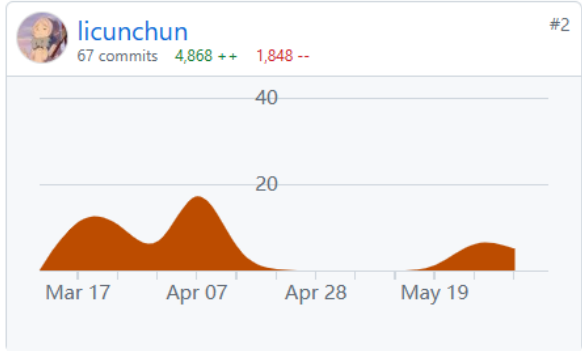 licunchun
#2
67 commits 4,868 ++ 1,848 --
40
20
Mar 17 Apr 07 Apr 28 May 19